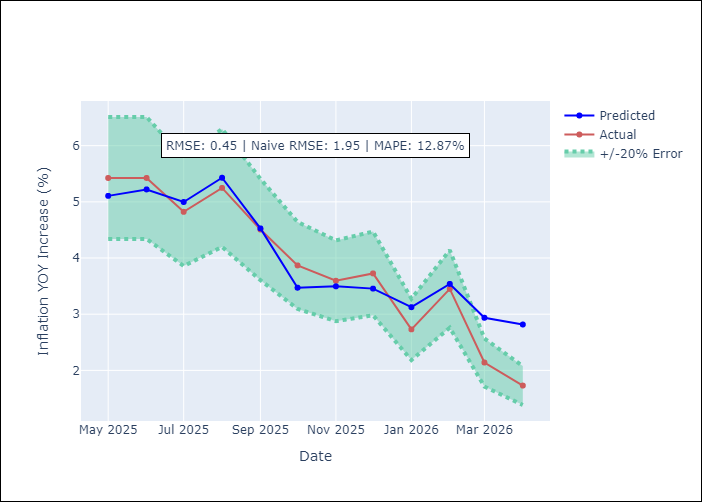 RMSE: 0.45 | Naive RMSE: 1.95 | MAPE: 12.87%
Predicted
Actual
+/-20% Error
Inflation YOY Increase (%)
6
5
4
3
2
May 2025 Jul 2025 Sep 2025 Nov 2025 Jan 2026 Mar 2026
Date